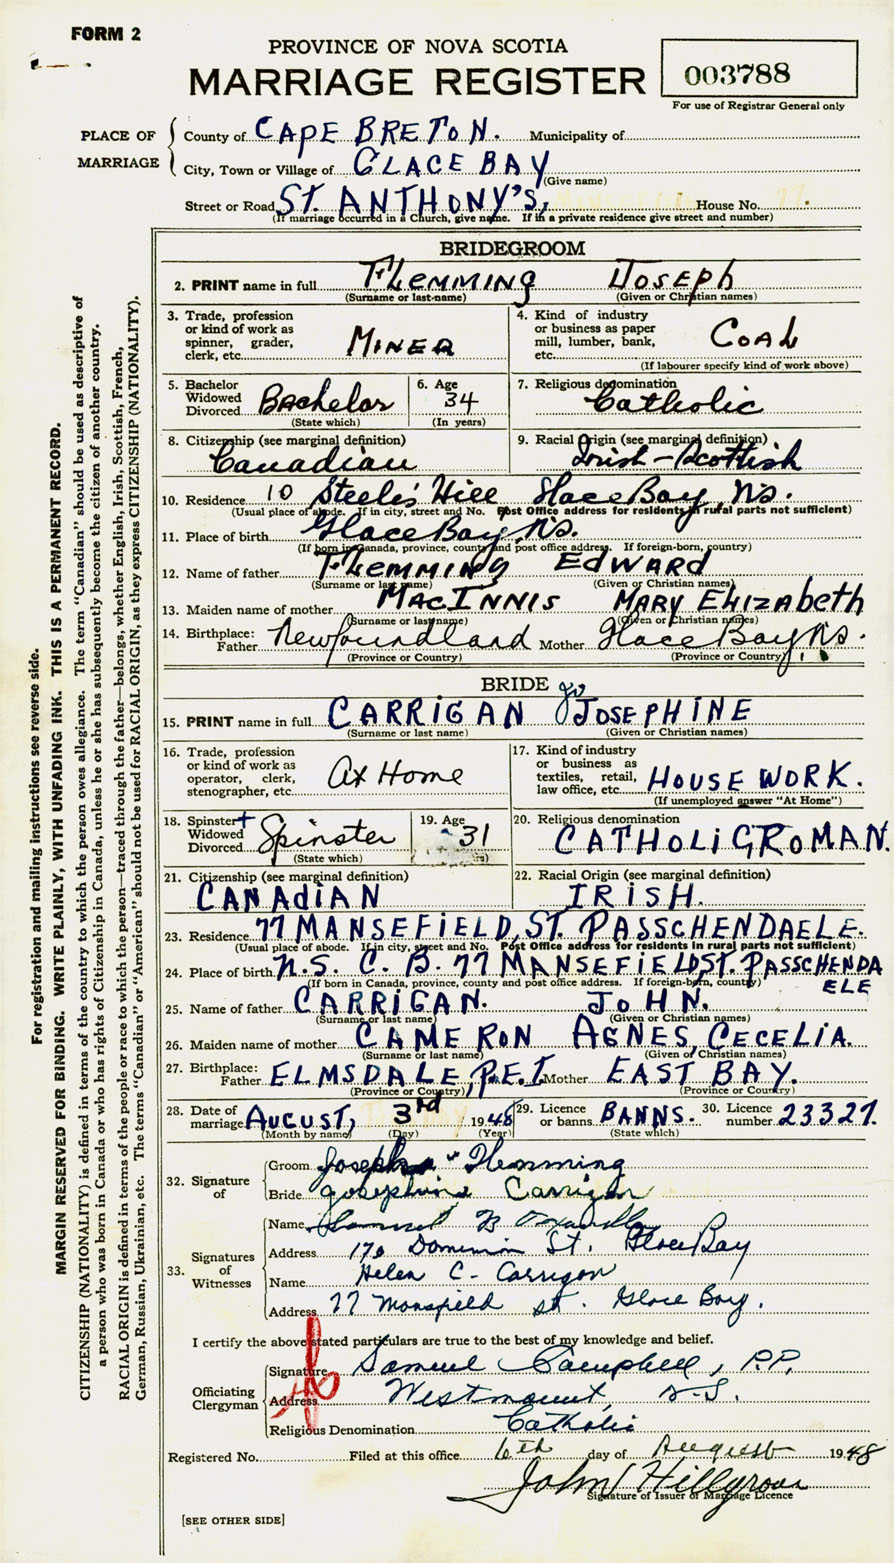 FORM 2
PROVINCE OF NOVA SCOTIA
MARRIAGE REGISTER
003788
For use of Registrar General only
PLACE OF MARRIAGE
County of CAPE BRETON. Municipality of
City, Town or Village of GLACE BAY
(Give name)
Street or Road ST. ANTHONY'S, House No.
(If marriage occurred in a Church, give name. If in a private residence give street and number)
BRIDEGROOM
2. PRINT name in full FLEMMING JOSEPH
(Surname or last-name) (Given or Christian names)
3. Trade, profession or kind of work as spinner, grader, clerk, etc. MINER
4. Kind of industry or business as paper mill, lumber, bank, etc. COAL
(If labourer specify kind of work above)
5. Bachelor Widowed Divorced Bachelor
(State which)
6. Age 34
(In years)
7. Religious denomination Catholic
8. Citizenship (see marginal definition) Canadian
9. Racial Origin (see marginal definition) Irish-Scottish
10. Residence 10 Steeles' Hill Glace Bay, N.S.
(Usual place of abode. If in city, street and No. Post Office address for residents in rural parts not sufficient)
11. Place of birth Glace Bay, N.S.
(If born in Canada, province, county and post office address. If foreign-born, country)
12. Name of father FLEMMING EDWARD
(Surname or last name) (Given or Christian names)
13. Maiden name of mother MACINNIS MARY ELIZABETH
(Surname or last name) (Given or Christian names)
14. Birthplace: Father Newfoundland Mother Glace Bay, N.S.
(Province or Country) (Province or Country)
BRIDE
15. PRINT name in full CARRIGAN JOSEPHINE
(Surname or last name) (Given or Christian names)
16. Trade, profession or kind of work as operator, clerk, stenographer, etc. At Home
17. Kind of industry or business as textiles, retail, law office, etc. HOUSE WORK.
(If unemployed answer "At Home")
18. Spinster Widowed Divorced Spinster
(State which)
19. Age 31
20. Religious denomination CATHOLIC ROMAN.
21. Citizenship (see marginal definition) CANADIAN
22. Racial Origin (see marginal definition) IRISH.
23. Residence 77 MANSEFIELD, ST. PASSCHENDAELE.
(Usual place of abode. If in city, street and No. Post Office address for residents in rural parts not sufficient)
24. Place of birth N.S. C.B. 77 MANSEFIELD ST. PASSCHENDAELE
(If born in Canada, province, county and post office address. If foreign-born, country)
25. Name of father CARRIGAN. JOHN.
(Surname or last name) (Given or Christian names)
26. Maiden name of mother CAMERON AGNES, CECELIA.
(Surname or last name) (Given or Christian names)
27. Birthplace: Father ELMSDALE, P.E.I. Mother EAST BAY.
(Province or Country) (Province or Country)
28. Date of marriage AUGUST, 3rd 1948
(Month by name) (Day) (Year)
29. Licence or banns BANNS.
(State which)
30. Licence number 23327.
32. Signature of
Groom Joseph Flemming
Bride Josephine Carrigan
33. Signatures of Witnesses
Name
Address 170 Dominion St. Glace Bay
Name Helen C. Carrigan
Address 77 Mansfield St. Glace Bay.
I certify the above stated particulars are true to the best of my knowledge and belief.
Officiating Clergyman
Signature Samuel Campbell, P.P.
Address Westmount, N.S.
Religious Denomination Catholic
Registered No. Filed at this office 6th day of August 1948
John Hillgrove
Signature of Issuer of Marriage Licence
[SEE OTHER SIDE]
For registration and mailing instructions see reverse side.
MARGIN RESERVED FOR BINDING. WRITE PLAINLY, WITH UNFADING INK. THIS IS A PERMANENT RECORD.
CITIZENSHIP (NATIONALITY) is defined in terms of the country to which the person owes allegiance. The term "Canadian" should be used as descriptive of
a person who was born in Canada or who has rights of Citizenship in Canada, unless he or she has subsequently become the citizen of another country.
RACIAL ORIGIN is defined in terms of the people or race to which the person—traced through the father—belongs, whether English, Irish, Scottish, French,
German, Russian, Ukrainian, etc. The terms "Canadian" or "American" should not be used for RACIAL ORIGIN, as they express CITIZENSHIP (NATIONALITY).